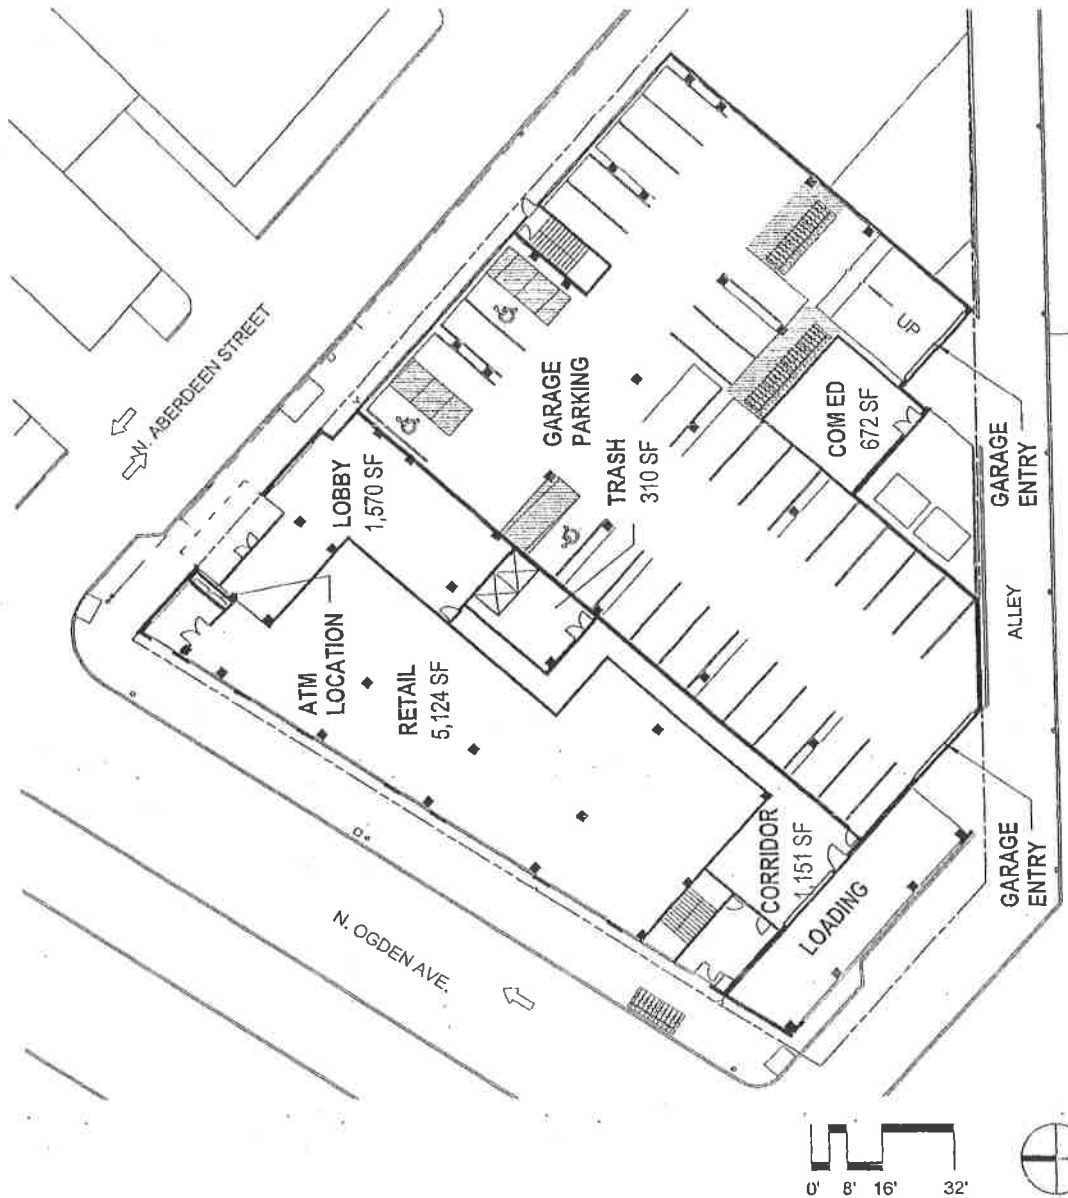 N. ABERDEEN STREET
LOBBY
1,570 SF
GARAGE
PARKING
TRASH
310 SF
UP
COM ED
672 SF
GARAGE
ENTRY
ATM
LOCATION
RETAIL
5,124 SF
ALLEY
CORRIDOR
1,151 SF
LOADING
GARAGE
ENTRY
N. OGDEN AVE.
0' 8' 16' 32'